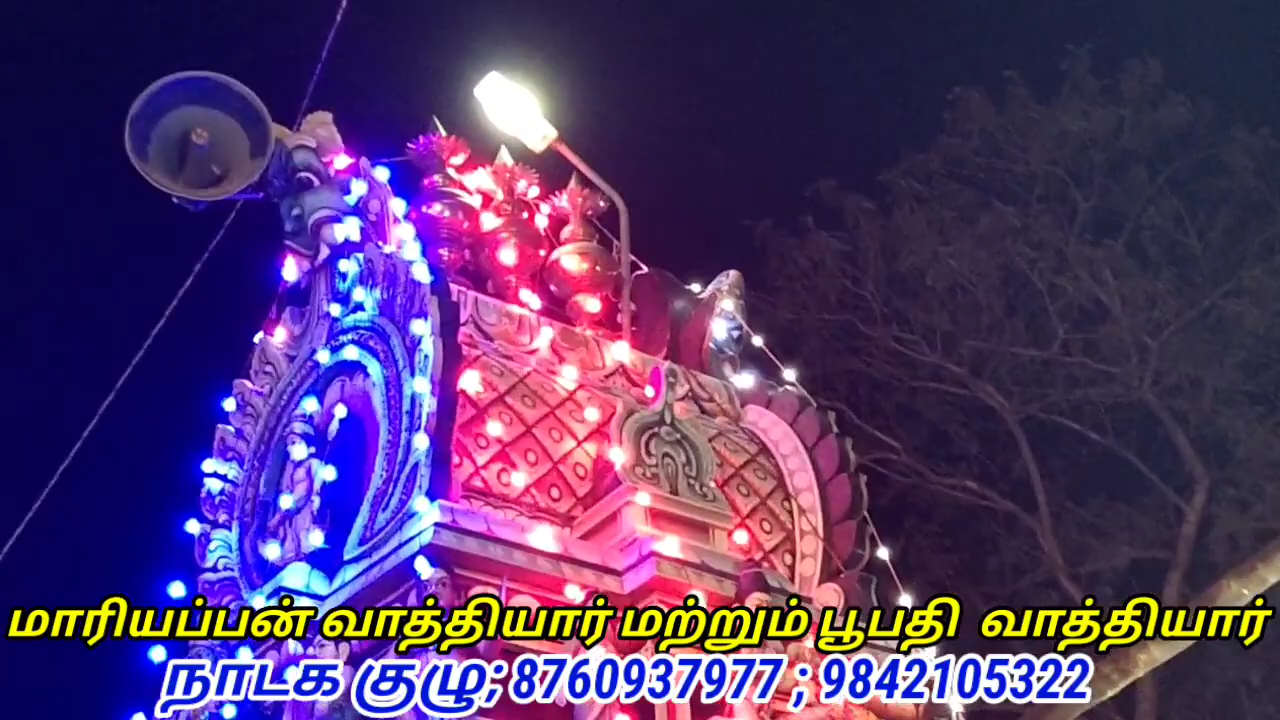 மாரியப்பன் வாத்தியார் மற்றும் பூபதி வாத்தியார்
நாடக குழு; 8760937977 ; 9842105322